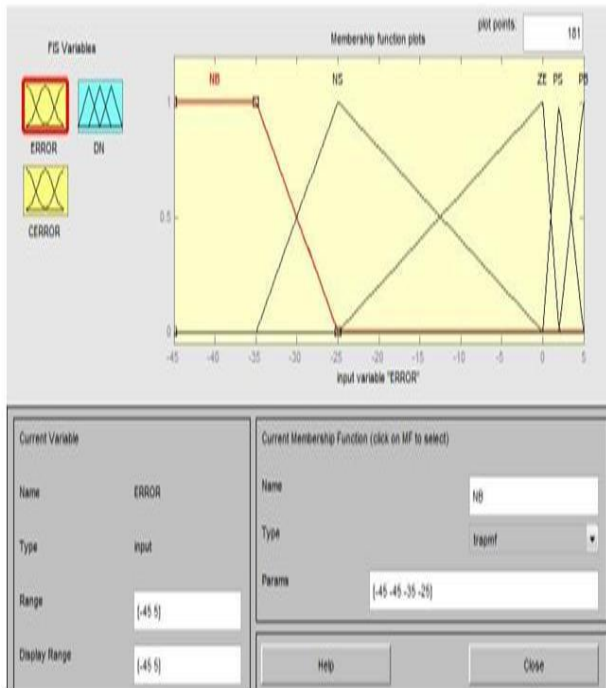 FIS Variables
Membership function plots
plot points:
181
ERROR
DN
CERROR
NB
NS
ZE
PS
PB
1
0.5
0
-45
-40
-35
-30
-25
-20
-15
-10
-5
0
5
input variable "ERROR"
Current Variable
Name
ERROR
Type
input
Range
[-45 5]
Display Range
[-45 5]
Current Membership Function (click on MF to select)
Name
NB
Type
trapmf
Params
[-45 -45 -35 -25]
Help
Close